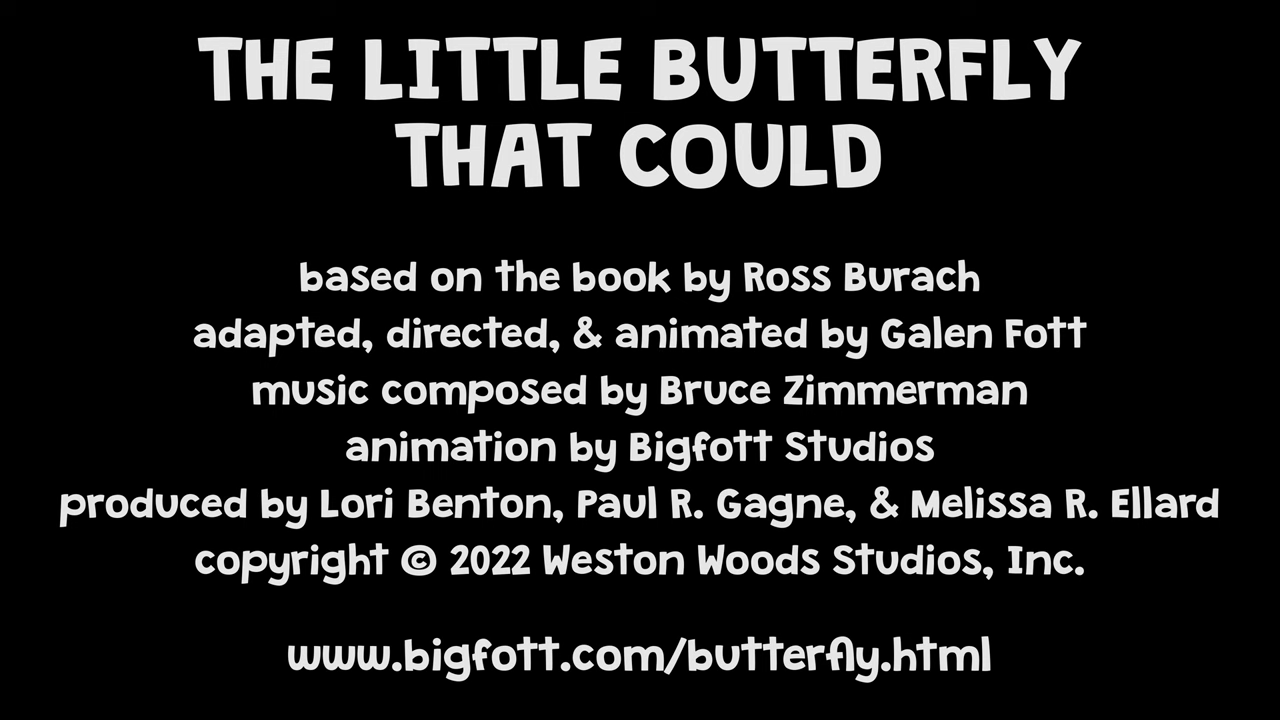 THE LITTLE BUTTERFLY
THAT COULD
based on the book by Ross Burach
adapted, directed, & animated by Galen Fott
music composed by Bruce Zimmerman
animation by Bigfott Studios
produced by Lori Benton, Paul R. Gagne, & Melissa R. Ellard
copyright © 2022 Weston Woods Studios, Inc.
www.bigfott.com/butterfly.html